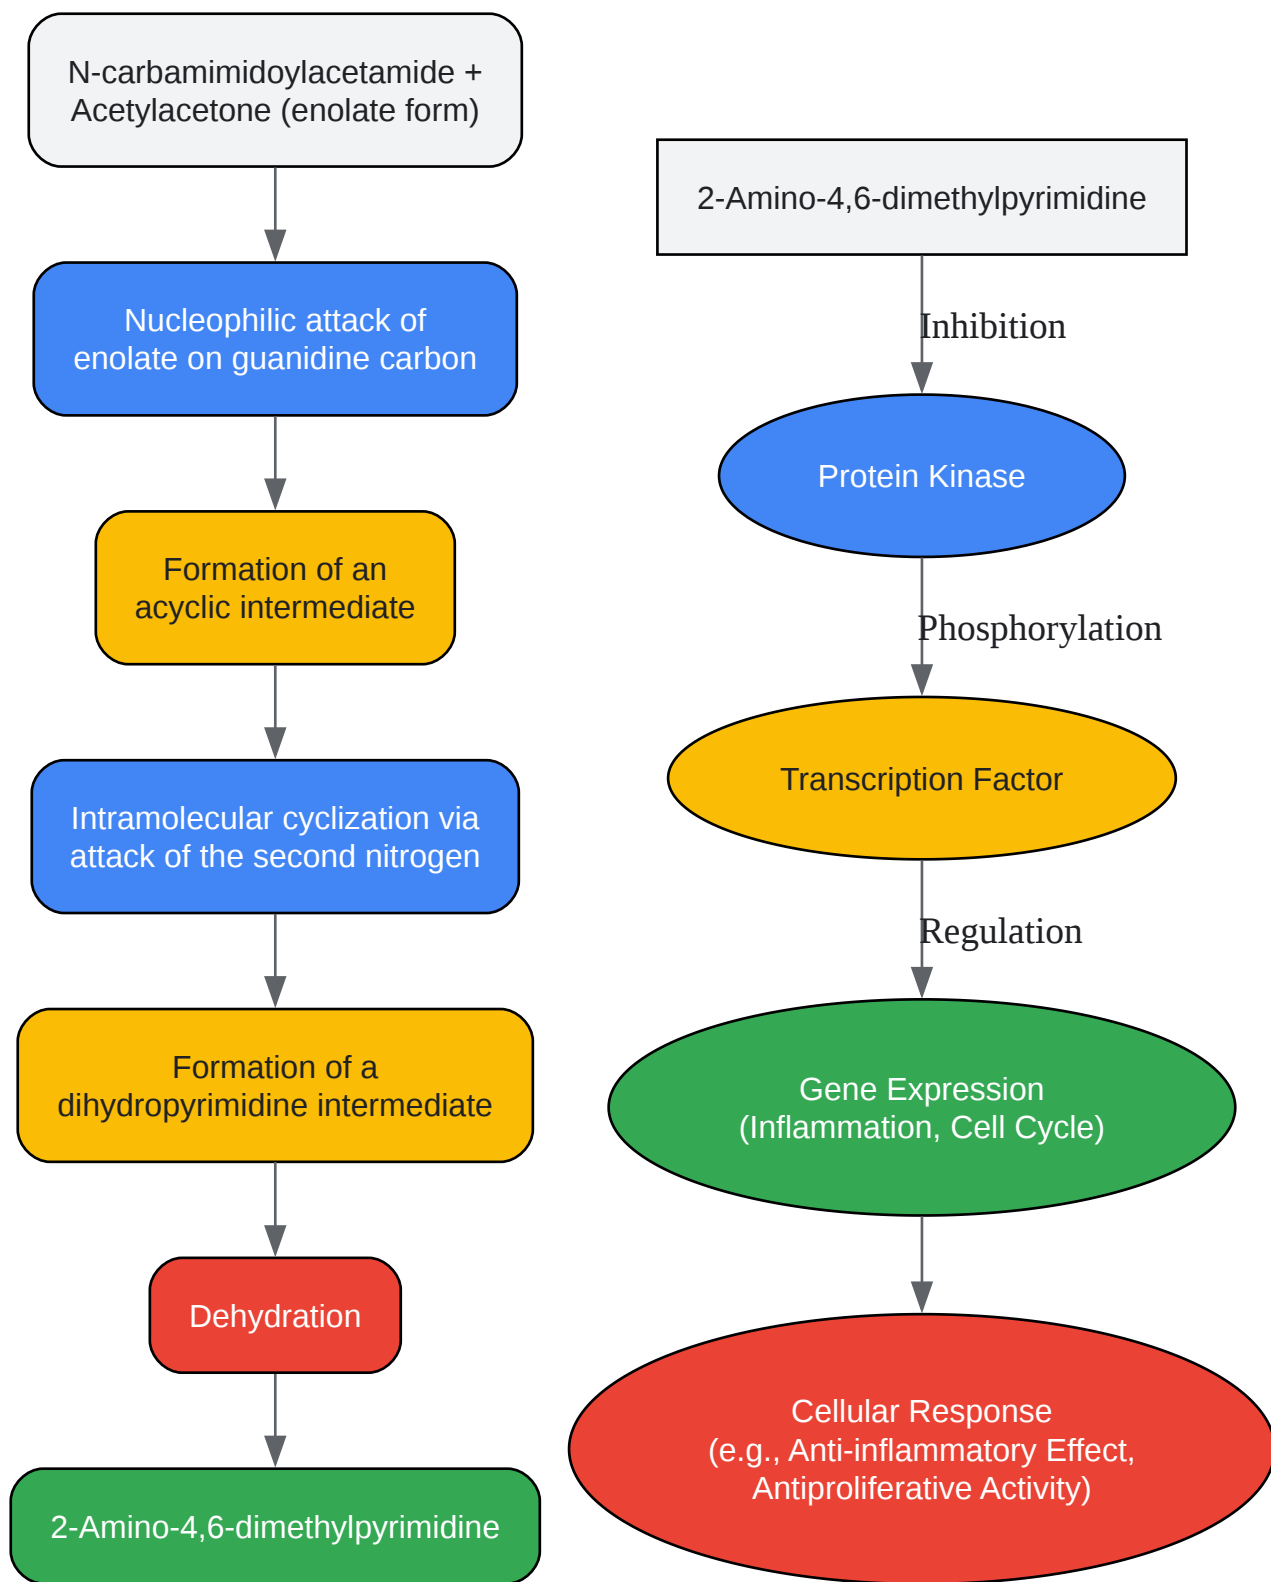 N-carbamimidoylacetamide +
Acetylacetone (enolate form)
Nucleophilic attack of
enolate on guanidine carbon
Formation of an
acyclic intermediate
Intramolecular cyclization via
attack of the second nitrogen
Formation of a
dihydropyrimidine intermediate
Dehydration
2-Amino-4,6-dimethylpyrimidine
2-Amino-4,6-dimethylpyrimidine
Inhibition
Protein Kinase
Phosphorylation
Transcription Factor
Regulation
Gene Expression
(Inflammation, Cell Cycle)
Cellular Response
(e.g., Anti-inflammatory Effect,
Antiproliferative Activity)